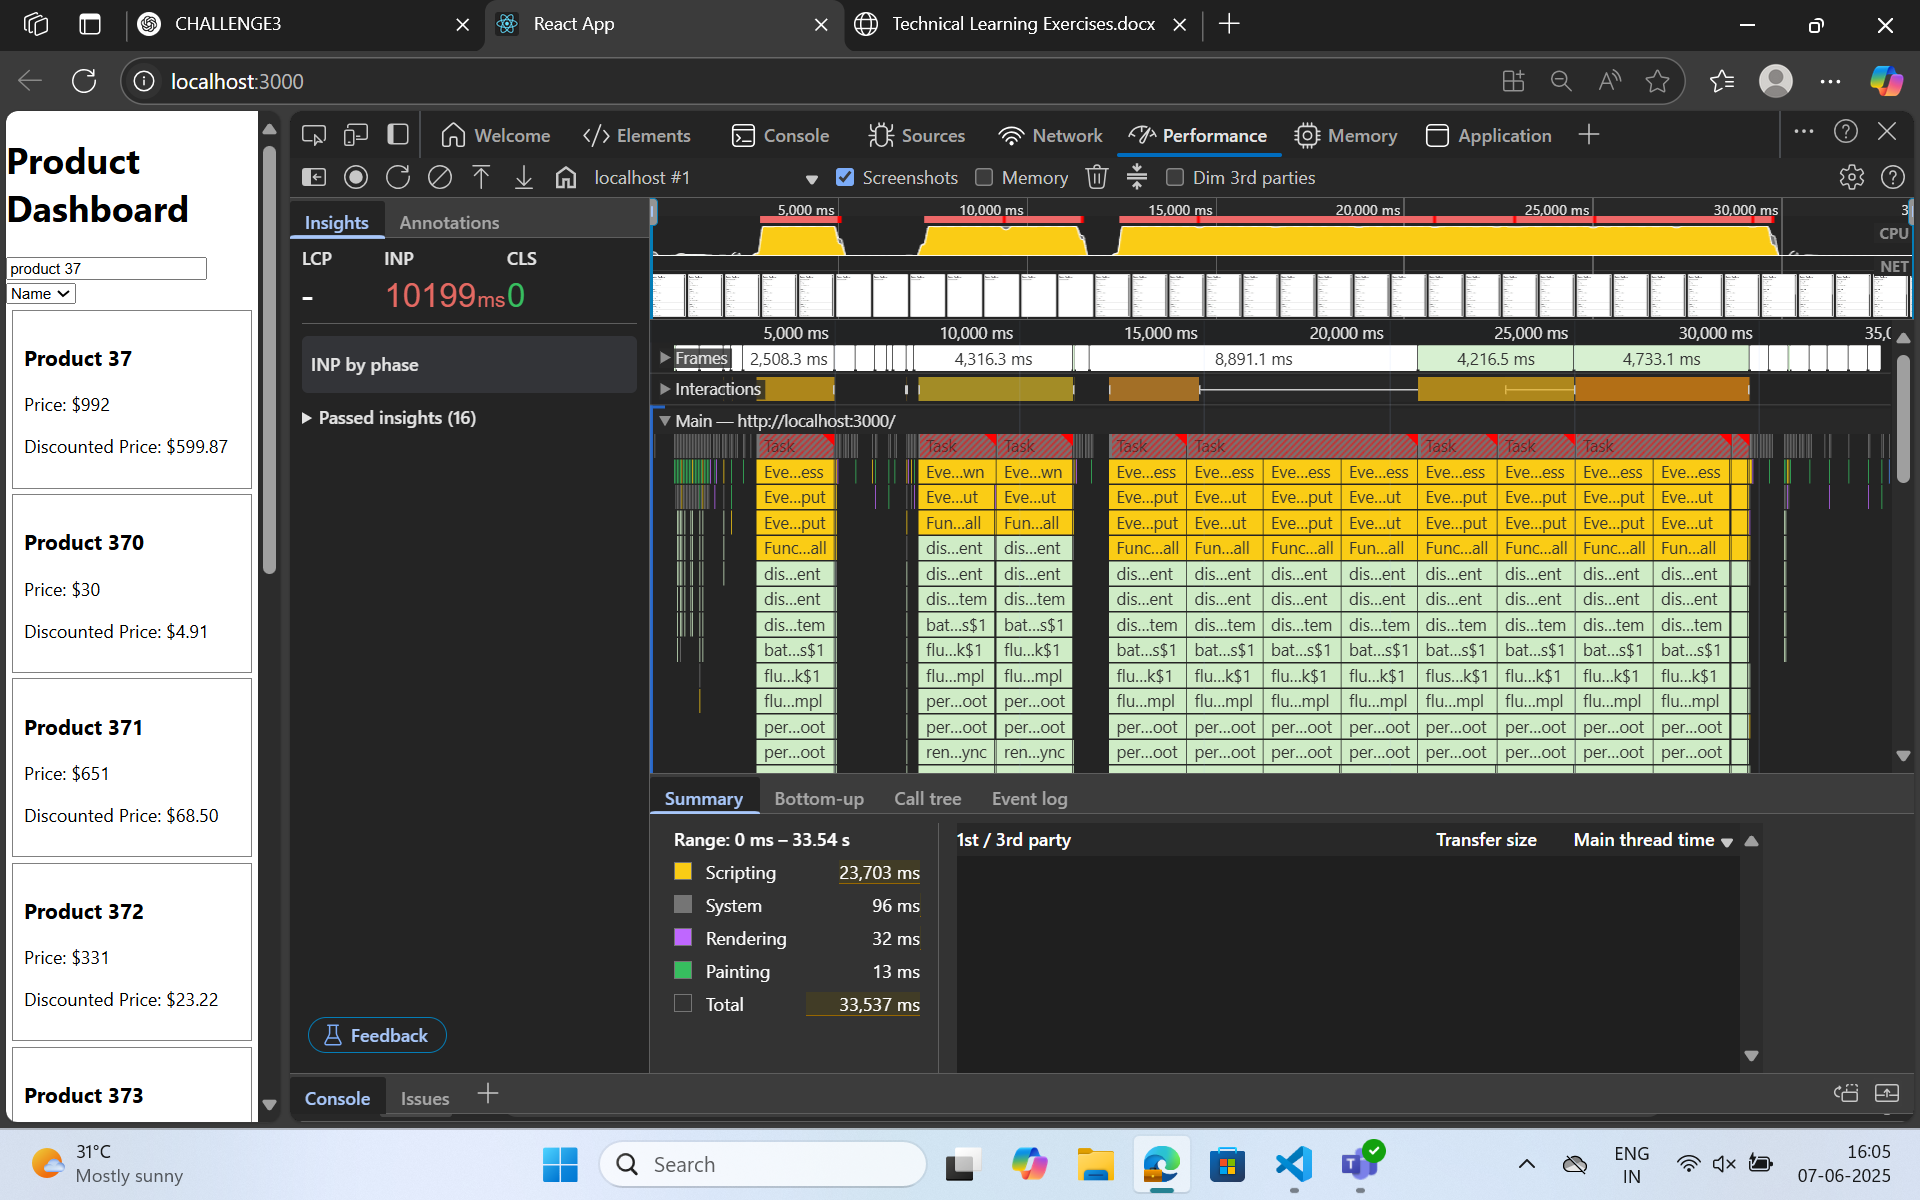 CHALLENGE3
React App
Technical Learning Exercises.docx
localhost:3000
Product
Dashboard
product 37
Name
Product 37
Price: $992
Discounted Price: $599.87
Product 370
Price: $30
Discounted Price: $4.91
Product 371
Price: $651
Discounted Price: $68.50
Product 372
Price: $331
Discounted Price: $23.22
Product 373
Welcome Elements Console Sources Network Performance Memory Application
localhost #1 Screenshots Memory Dim 3rd parties
Insights Annotations
LCP INP CLS
- 10199ms 0
INP by phase
Passed insights (16)
Feedback
5,000 ms 10,000 ms 15,000 ms 20,000 ms 25,000 ms 30,000 ms 3
CPU
NET
5,000 ms 10,000 ms 15,000 ms 20,000 ms 25,000 ms 30,000 ms 35,0
Frames 2,508.3 ms 4,316.3 ms 8,891.1 ms 4,216.5 ms 4,733.1 ms
Interactions
Main — http://localhost:3000/
Task Task Task Task Task Task Task Task
Eve...ess Eve...wn Eve...wn Eve...ess Eve...ess Eve...ess Eve...ess Eve...ess Eve...ess Eve...ess Eve...ess
Eve...put Eve...ut Eve...ut Eve...put Eve...ut Eve...put Eve...ut Eve...put Eve...put Eve...put Eve...ut
Eve...put Fun...all Fun...all Eve...put Eve...ut Eve...put Eve...ut Eve...put Eve...put Eve...put Eve...ut
Func...all dis...ent dis...ent Func...all Fun...all Func...all Fun...all Func...all Func...all Func...all Fun...all
dis...ent dis...ent dis...ent dis...ent dis...ent dis...ent dis...ent dis...ent dis...ent dis...ent dis...ent
dis...ent dis...tem dis...tem dis...ent dis...ent dis...ent dis...ent dis...ent dis...ent dis...ent dis...ent
dis...tem bat...s$1 bat...s$1 dis...tem dis...tem dis...tem dis...tem dis...tem dis...tem dis...tem dis...tem
bat...s$1 flu...k$1 flu...k$1 bat...s$1 bat...s$1 bat...s$1 bat...s$1 bat...s$1 bat...s$1 bat...s$1 bat...s$1
flu...k$1 flu...mpl flu...mpl flu...k$1 flu...k$1 flu...k$1 flu...k$1 flus...k$1 flu...k$1 flu...k$1 flu...k$1
flu...mpl per...oot per...oot flu...mpl flu...mpl flu...mpl flu...mpl flu...mpl flu...mpl flu...mpl flu...mpl
per...oot per...oot per...oot per...oot per...oot per...oot per...oot per...oot per...oot per...oot per...oot
per...oot ren...ync ren...ync per...oot per...oot per...oot per...oot per...oot per...oot per...oot per...oot
Summary Bottom-up Call tree Event log
Range: 0 ms – 33.54 s
Scripting 23,703 ms
System 96 ms
Rendering 32 ms
Painting 13 ms
Total 33,537 ms
1st / 3rd party Transfer size Main thread time
Console Issues
31°C
Mostly sunny
Search
ENG
IN
16:05
07-06-2025